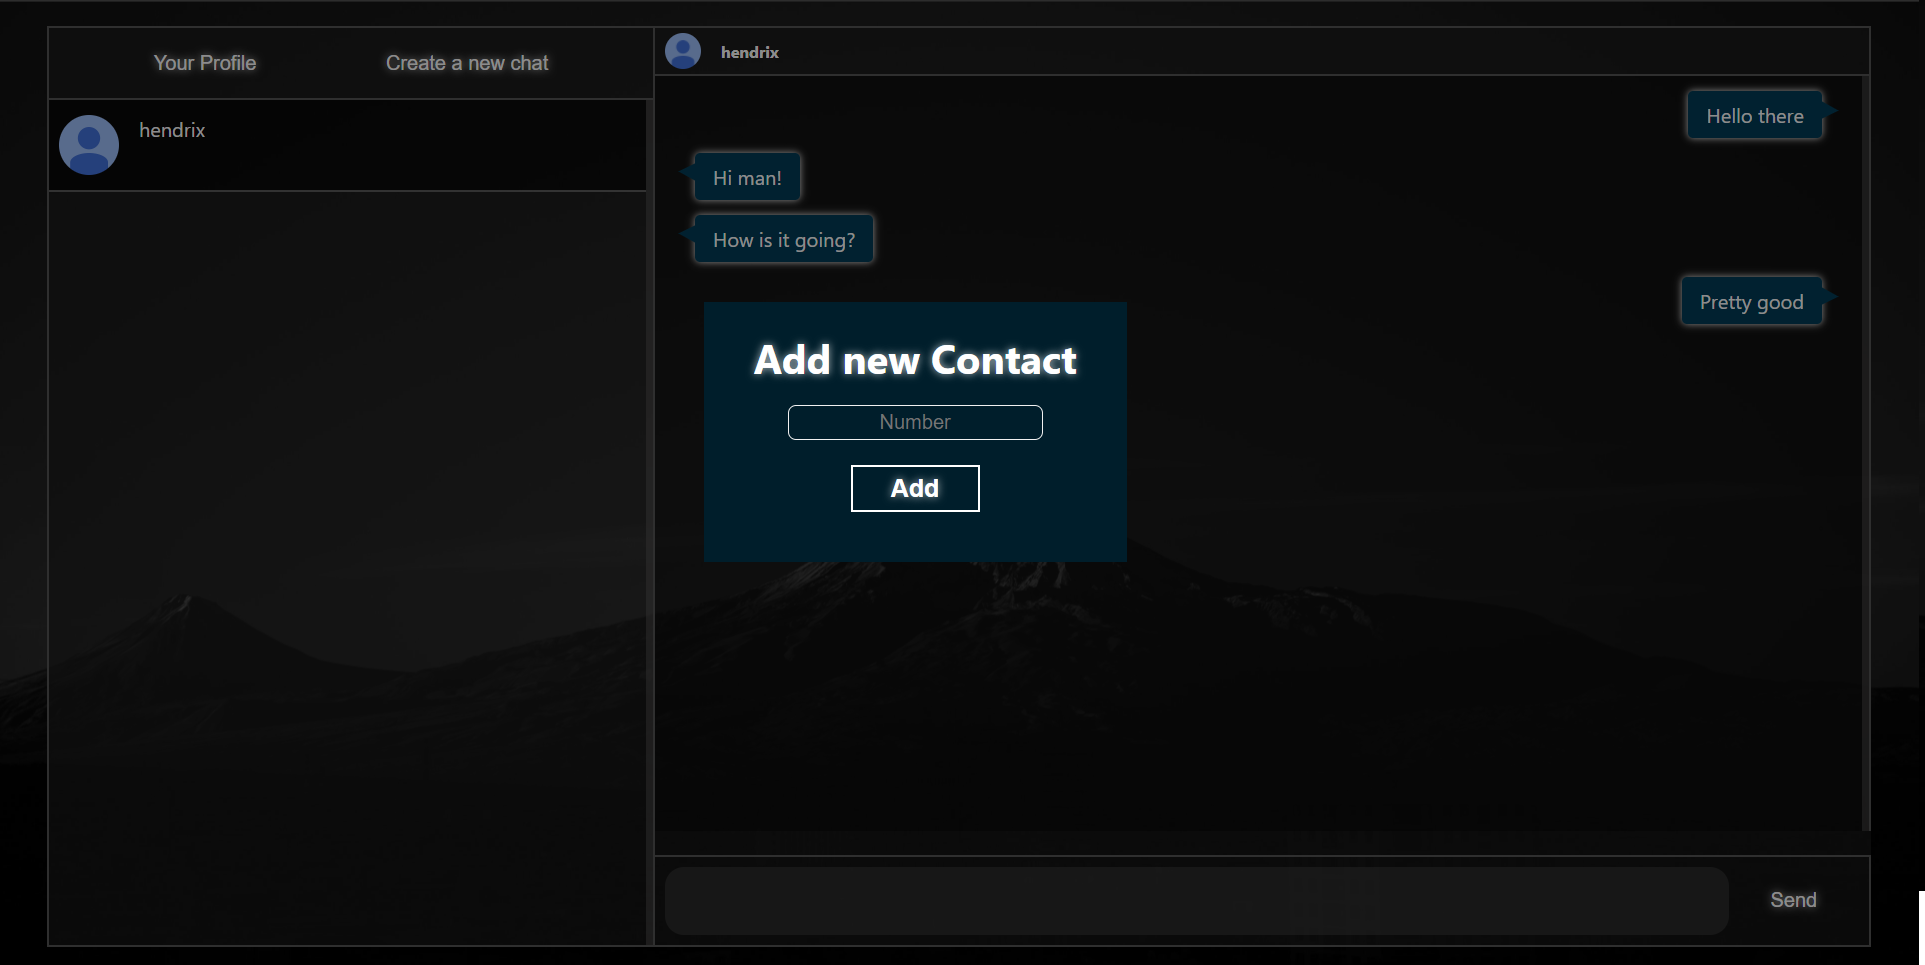 Your Profile
Create a new chat
hendrix
hendrix
Hello there
Hi man!
How is it going?
Pretty good
Add new Contact
Number
Add
Send